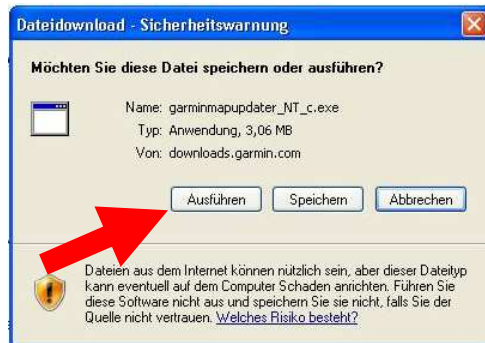 Dateidownload - Sicherheitswarnung
Möchten Sie diese Datei speichern oder ausführen?
Name: garminmapupdater_NT_c.exe
Typ: Anwendung, 3,06 MB
Von: downloads.garmin.com
Ausführen Speichern Abbrechen
Dateien aus dem Internet können nützlich sein, aber dieser Dateityp
kann eventuell auf dem Computer Schaden anrichten. Führen Sie
diese Software nicht aus und speichern Sie sie nicht, falls Sie der
Quelle nicht vertrauen. Welches Risiko besteht?